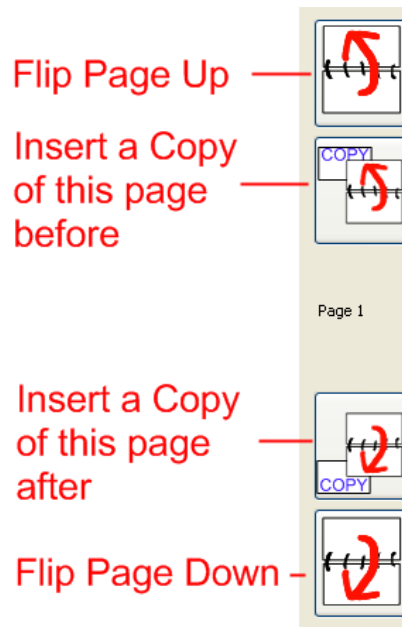 Flip Page Up
Insert a Copy
of this page
before
COPY
Page 1
Insert a Copy
of this page
after
COPY
Flip Page Down